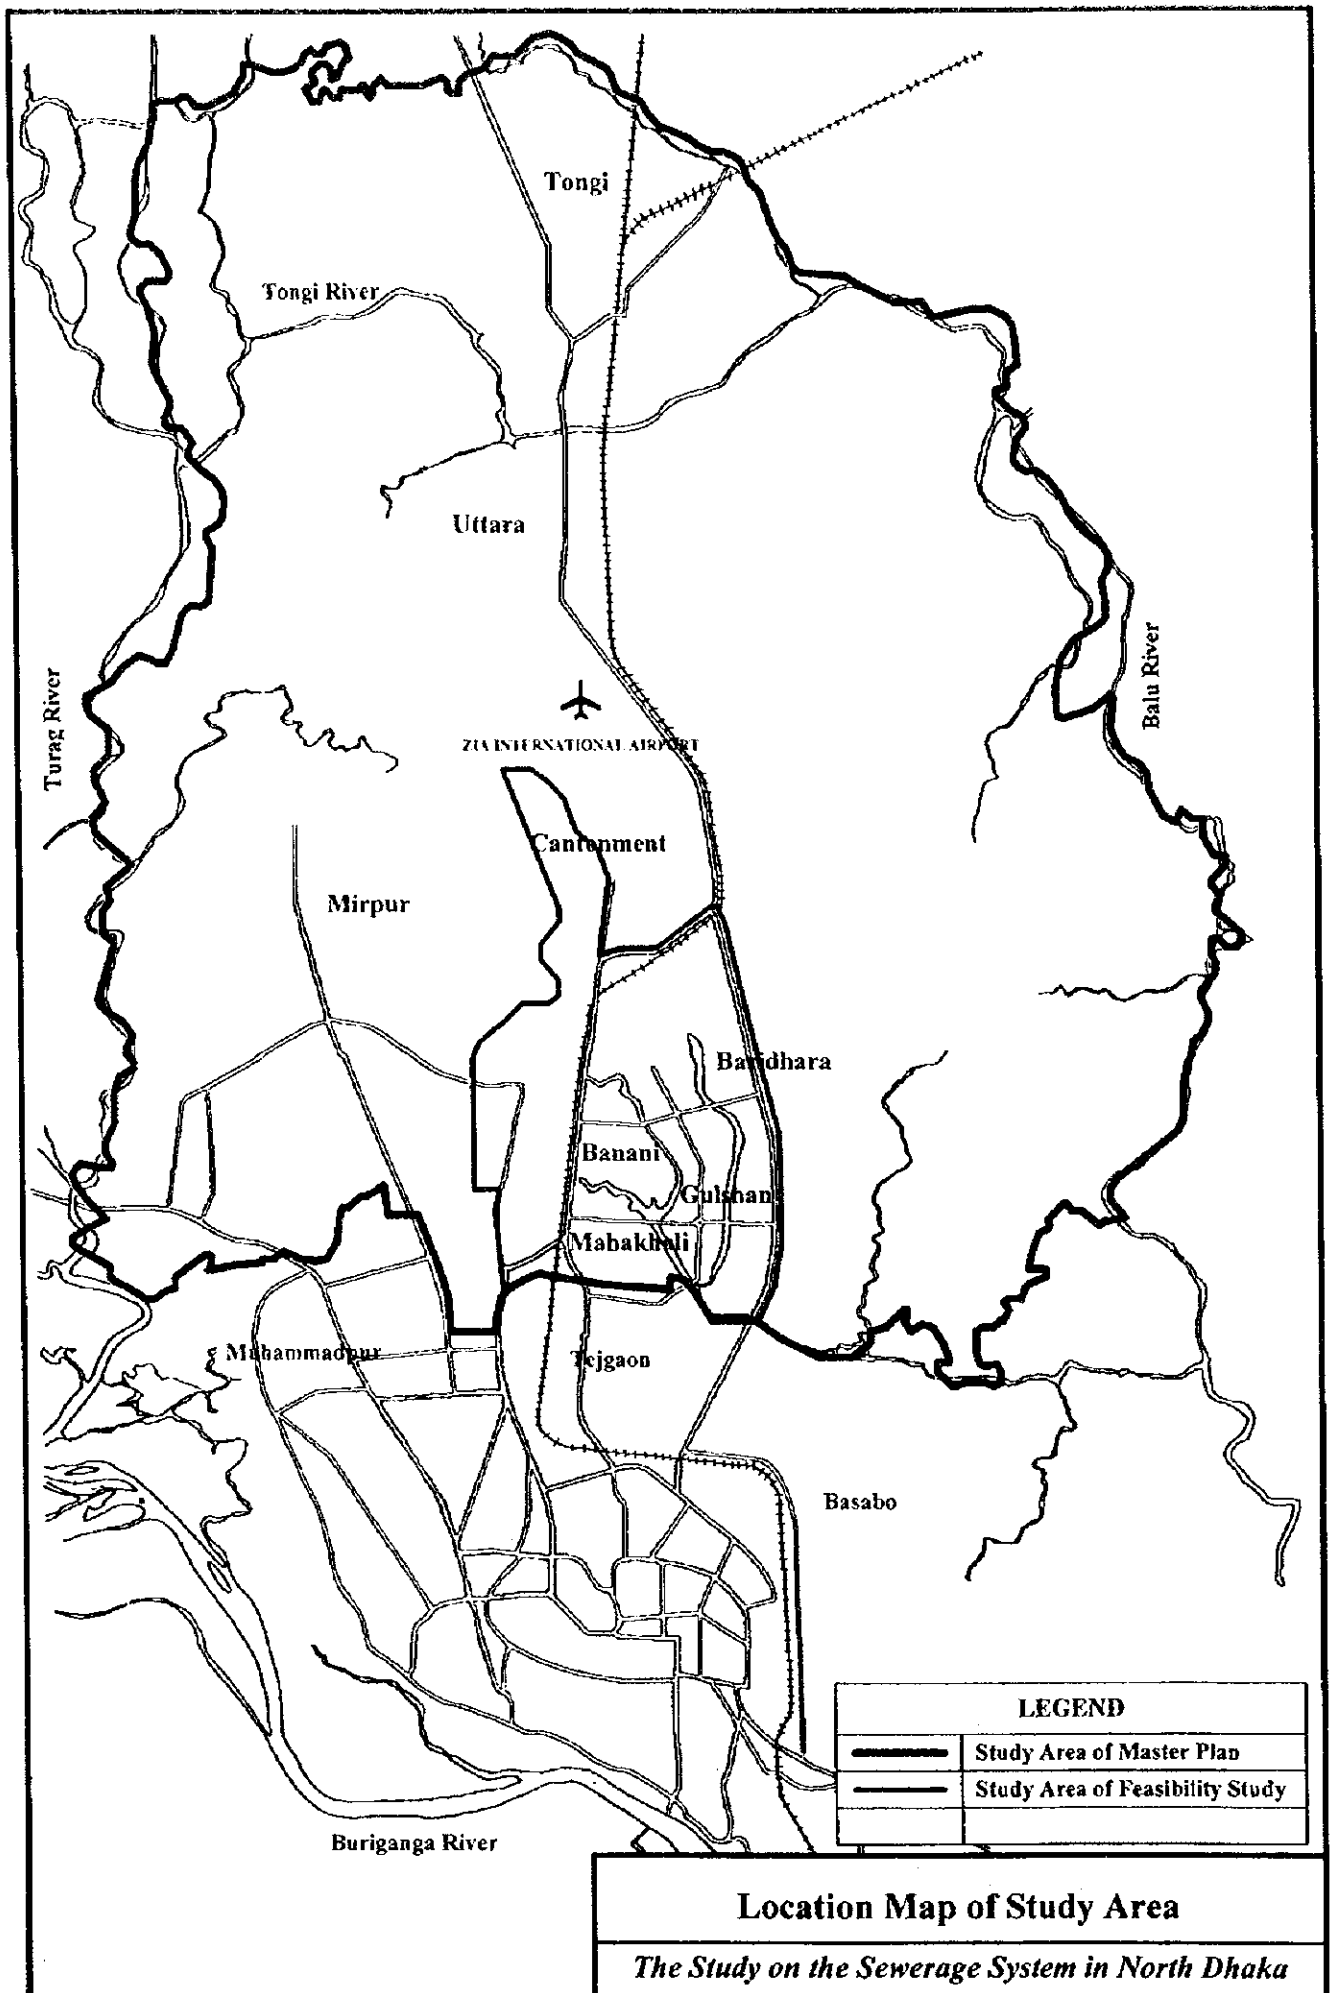 Tongi
Tongi River
Uttara
Turag River
Balu River
ZIA INTERNATIONAL AIRPORT
Cantonment
Mirpur
Baridhara
Banani
Gulshan
Mahakhali
Muhammadpur
Tejgaon
Basabo
Buriganga River
LEGEND
Study Area of Master Plan
Study Area of Feasibility Study
Location Map of Study Area
The Study on the Sewerage System in North Dhaka